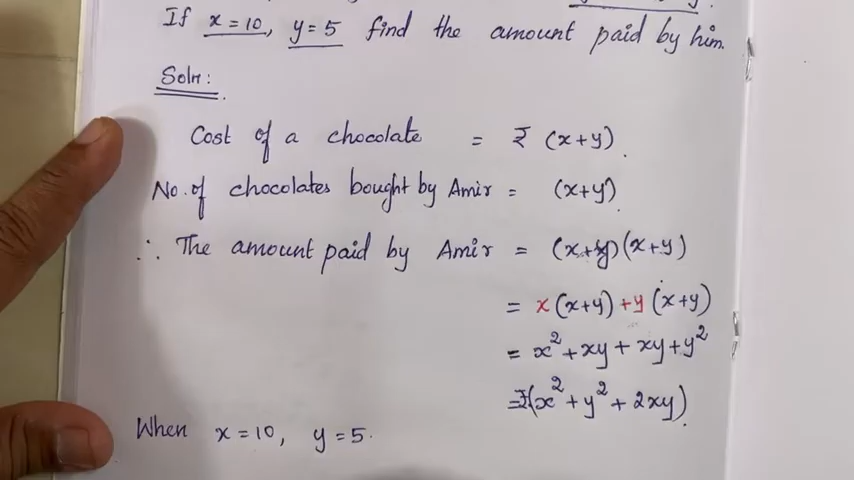 If x = 10, y = 5 find the amount paid by him.
Soln:
Cost of a chocolate = ₹ (x+y).
No. of chocolates bought by Amir = (x+y).
∴ The amount paid by Amir = (x+y)(x+y)
= x(x+y) +y(x+y)
= x² + xy + xy + y²
= ₹(x² + y² + 2xy).
When x = 10, y = 5.